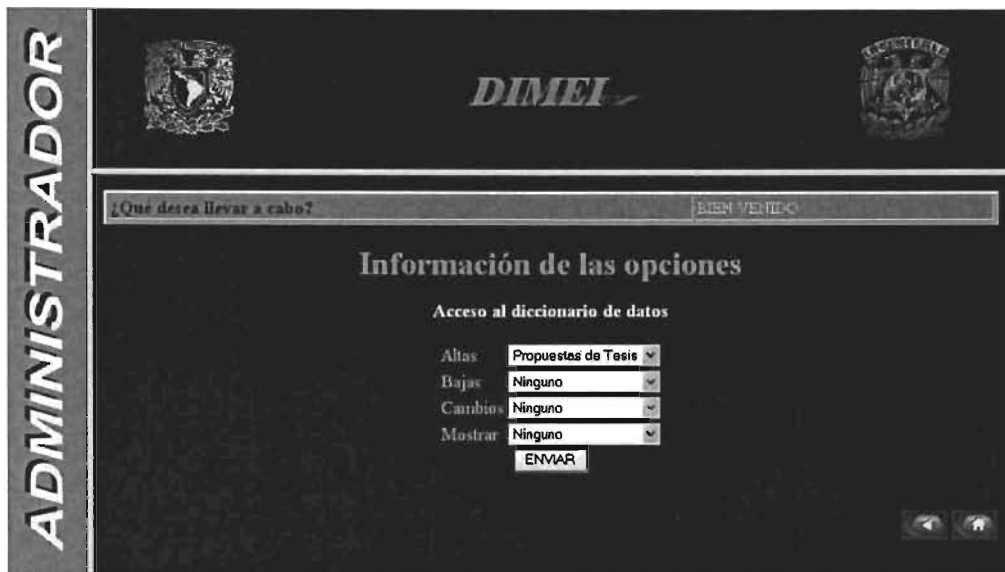 ADMINISTRADOR
DIMEI
¿Qué desea llevar a cabo?
BIEN VENIDO
Información de las opciones
Acceso al diccionario de datos
Altas Propuestas de Tesis
Bajas Ninguno
Cambios Ninguno
Mostrar Ninguno
ENVIAR